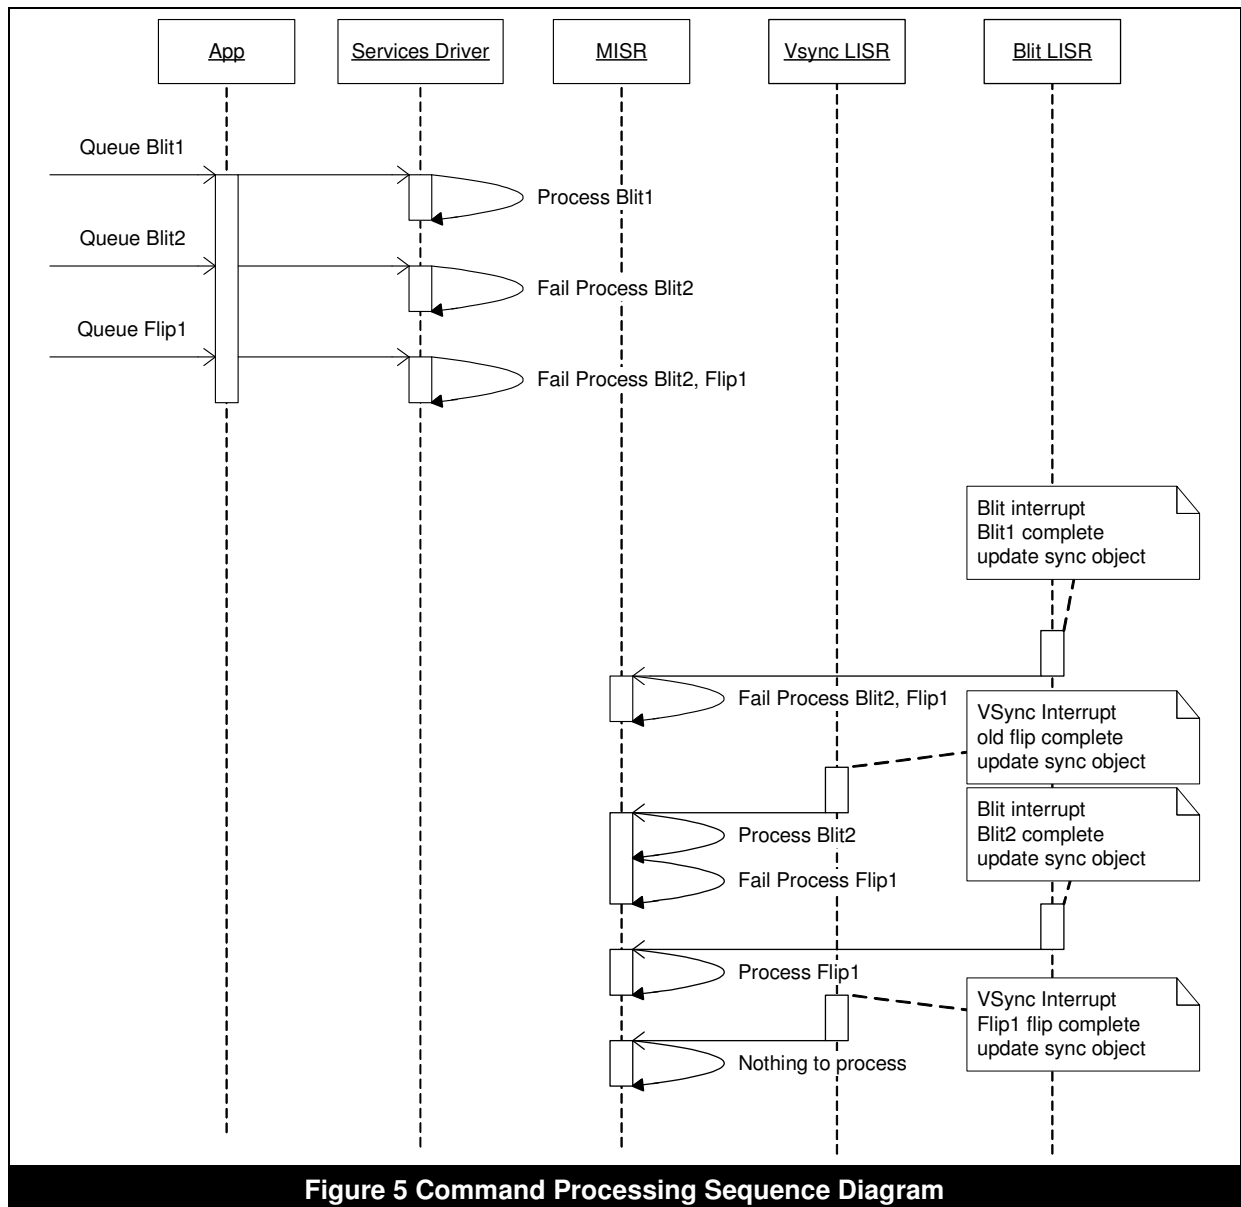 App
Services Driver
MISR
Vsync LISR
Blit LISR
Queue Blit1
Process Blit1
Queue Blit2
Fail Process Blit2
Queue Flip1
Fail Process Blit2, Flip1
Blit interrupt
Blit1 complete
update sync object
Fail Process Blit2, Flip1
VSync Interrupt
old flip complete
update sync object
Process Blit2
Fail Process Flip1
Blit interrupt
Blit2 complete
update sync object
Process Flip1
VSync Interrupt
Flip1 flip complete
update sync object
Nothing to process
Figure 5 Command Processing Sequence Diagram